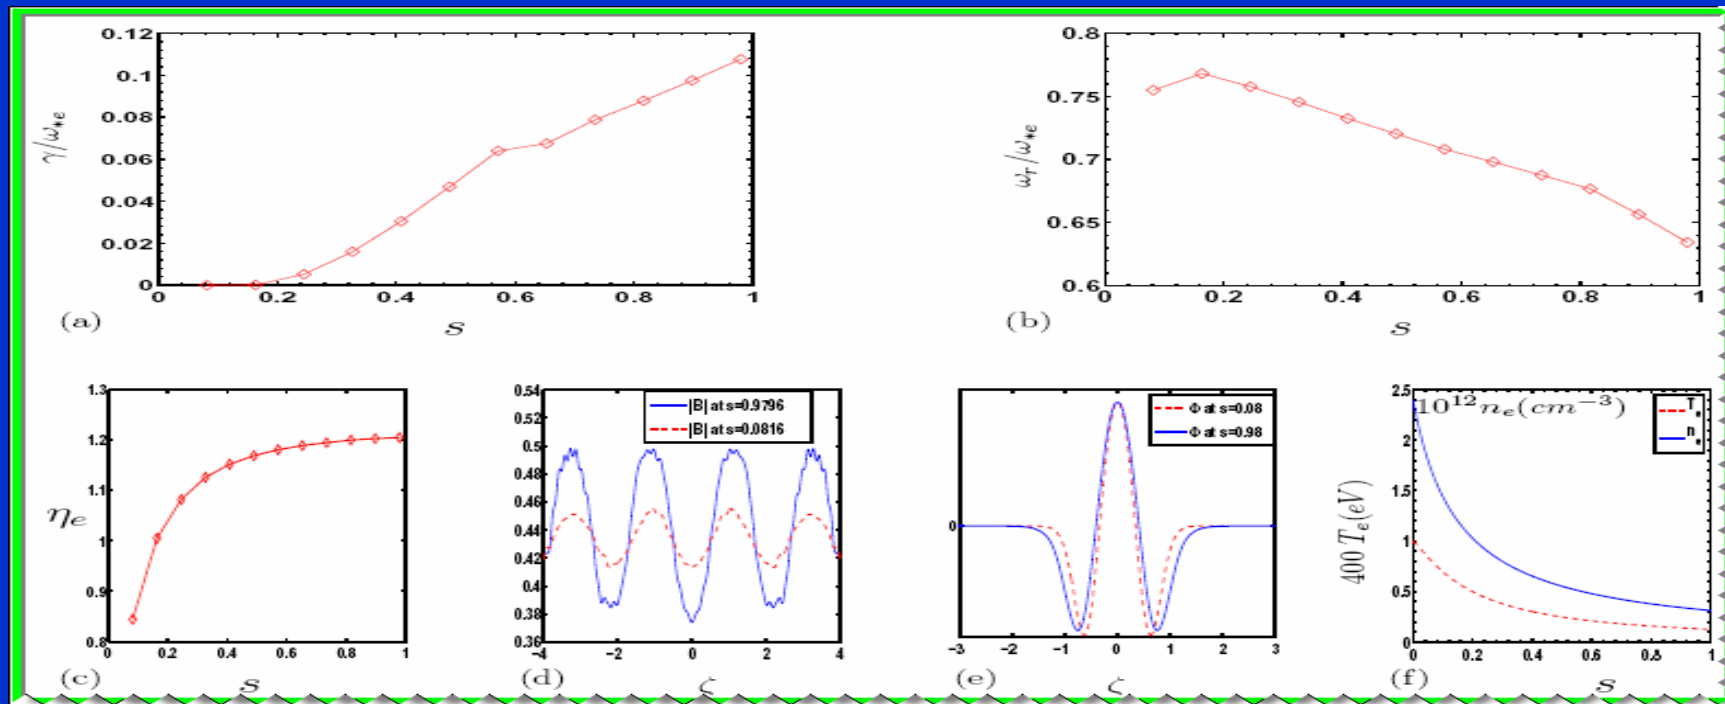 0.12
0.1
0.08
0.06
0.04
0.02
0
γ/ω*e
0 0.2 0.4 0.6 0.8 1
(a) s
0.8
0.75
0.7
0.65
0.6
ωr/ω*e
0 0.2 0.4 0.6 0.8 1
(b) s
1.3
1.2
1.1
1
0.9
0.8
ηe
0 0.2 0.4 0.6 0.8 1
(c) s
0.54
0.52
0.5
0.48
0.46
0.44
0.42
0.4
0.38
0.36
|B| at s=0.9796
|B| at s=0.0816
−4 −2 0 2 4
(d) ζ
0
Φ at s=0.08
Φ at s=0.98
−3 −2 −1 0 1 2 3
(e) ζ
2.5
2
1.5
1
0.5
0
400Te(eV)
10¹²ne(cm⁻³)
Te
ne
0 0.2 0.4 0.6 0.8 1
(f) s